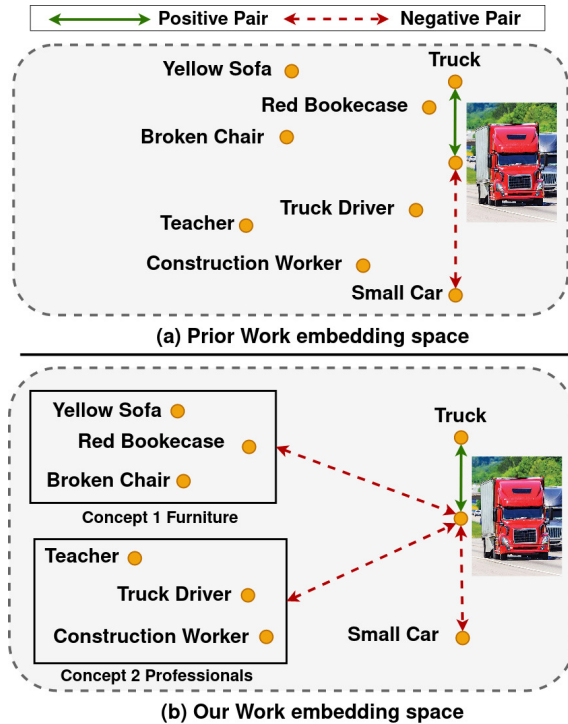 Positive Pair Negative Pair
Yellow Sofa
Truck
Red Bookecase
Broken Chair
Truck Driver
Teacher
Construction Worker
Small Car
(a) Prior Work embedding space
Yellow Sofa
Truck
Red Bookecase
Broken Chair
Concept 1 Furniture
Teacher
Truck Driver
Construction Worker
Small Car
Concept 2 Professionals
(b) Our Work embedding space